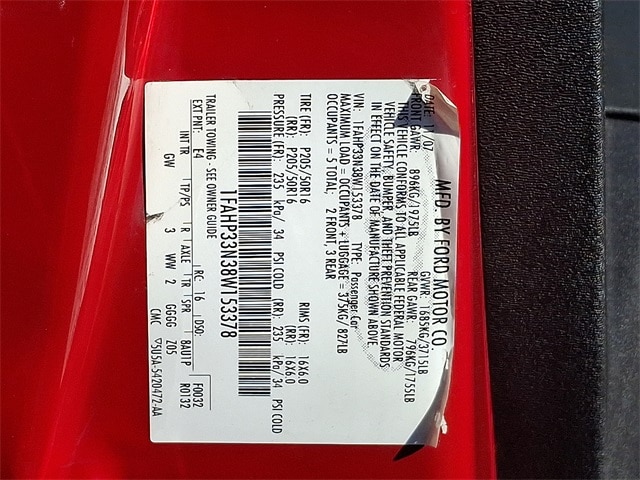 MFD. BY FORD MOTOR CO
DATE: 11/07 GVWR: 1685KG/3715LB
FRONT GAWR: 896KG/1975LB REAR GAWR: 796KG/1755LB
THIS VEHICLE CONFORMS TO ALL APPLICABLE FEDERAL MOTOR
VEHICLE SAFETY, BUMPER, AND THEFT PREVENTION STANDARDS
IN EFFECT ON THE DATE OF MANUFACTURE SHOWN ABOVE.
VIN: 1FAHP33N38W153378 TYPE: Passenger Car
MAXIMUM LOAD = OCCUPANTS + LUGGAGE = 375KG/827LB
OCCUPANTS = 5 TOTAL; 2 FRONT, 3 REAR
TIRE (FR): P205/50R16 RIMS (FR): 16X6.0
(RR): P205/50R16 (RR): 16X6.0
PRESSURE (FR): 235 kPa/ 34 PSI COLD (RR): 235 kPa/ 34 PSI COLD
1FAHP33N38W153378
TRAILER TOWING - SEE OWNER GUIDE
EXT PNT: E4 RC: 16 DSO: F0032
R0132
INT TR TP/PS R AXLE TR SPR BAU1P
GW 3 WW 2 GGGG Z05
CMC 5U5A-5420472-AA